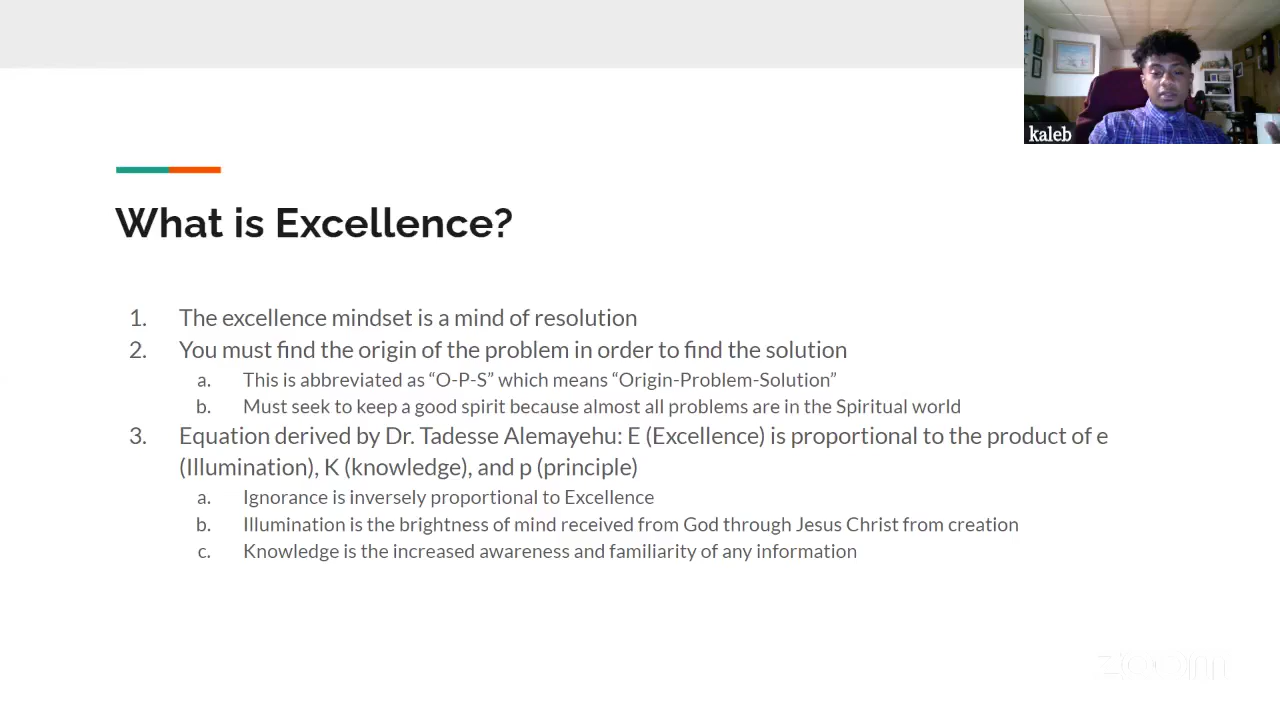 kaleb
What is Excellence?
1. The excellence mindset is a mind of resolution
2. You must find the origin of the problem in order to find the solution
a. This is abbreviated as “O-P-S” which means “Origin-Problem-Solution”
b. Must seek to keep a good spirit because almost all problems are in the Spiritual world
3. Equation derived by Dr. Tadesse Alemayehu: E (Excellence) is proportional to the product of e
(Illumination), K (knowledge), and p (principle)
a. Ignorance is inversely proportional to Excellence
b. Illumination is the brightness of mind received from God through Jesus Christ from creation
c. Knowledge is the increased awareness and familiarity of any information
zoom